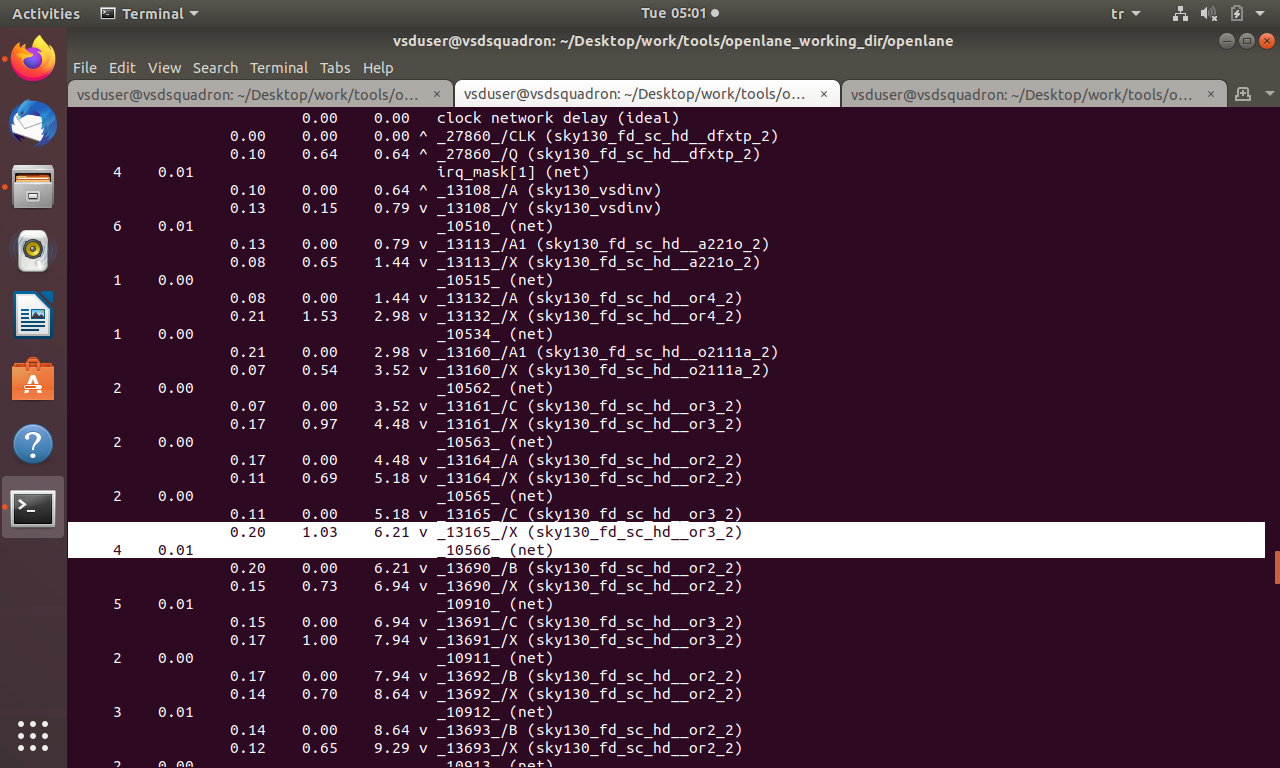 Activities Terminal Tue 05:01 tr
vsduser@vsdsquadron: ~/Desktop/work/tools/openlane_working_dir/openlane
File Edit View Search Terminal Tabs Help
vsduser@vsdsquadron: ~/Desktop/work/tools/o... × vsduser@vsdsquadron: ~/Desktop/work/tools/o... × vsduser@vsdsquadron: ~/Desktop/work/tools/o... ×
0.00 0.00 clock network delay (ideal)
0.00 0.00 0.00 ^ _27860_/CLK (sky130_fd_sc_hd__dfxtp_2)
0.10 0.64 0.64 ^ _27860_/Q (sky130_fd_sc_hd__dfxtp_2)
4 0.01 irq_mask[1] (net)
0.10 0.00 0.64 ^ _13108_/A (sky130_vsdinv)
0.13 0.15 0.79 v _13108_/Y (sky130_vsdinv)
6 0.01 _10510_ (net)
0.13 0.00 0.79 v _13113_/A1 (sky130_fd_sc_hd__a221o_2)
0.08 0.65 1.44 v _13113_/X (sky130_fd_sc_hd__a221o_2)
1 0.00 _10515_ (net)
0.08 0.00 1.44 v _13132_/A (sky130_fd_sc_hd__or4_2)
0.21 1.53 2.98 v _13132_/X (sky130_fd_sc_hd__or4_2)
1 0.00 _10534_ (net)
0.21 0.00 2.98 v _13160_/A1 (sky130_fd_sc_hd__o2111a_2)
0.07 0.54 3.52 v _13160_/X (sky130_fd_sc_hd__o2111a_2)
2 0.00 _10562_ (net)
0.07 0.00 3.52 v _13161_/C (sky130_fd_sc_hd__or3_2)
0.17 0.97 4.48 v _13161_/X (sky130_fd_sc_hd__or3_2)
2 0.00 _10563_ (net)
0.17 0.00 4.48 v _13164_/A (sky130_fd_sc_hd__or2_2)
0.11 0.69 5.18 v _13164_/X (sky130_fd_sc_hd__or2_2)
2 0.00 _10565_ (net)
0.11 0.00 5.18 v _13165_/C (sky130_fd_sc_hd__or3_2)
0.20 1.03 6.21 v _13165_/X (sky130_fd_sc_hd__or3_2)
4 0.01 _10566_ (net)
0.20 0.00 6.21 v _13690_/B (sky130_fd_sc_hd__or2_2)
0.15 0.73 6.94 v _13690_/X (sky130_fd_sc_hd__or2_2)
5 0.01 _10910_ (net)
0.15 0.00 6.94 v _13691_/C (sky130_fd_sc_hd__or3_2)
0.17 1.00 7.94 v _13691_/X (sky130_fd_sc_hd__or3_2)
2 0.00 _10911_ (net)
0.17 0.00 7.94 v _13692_/B (sky130_fd_sc_hd__or2_2)
0.14 0.70 8.64 v _13692_/X (sky130_fd_sc_hd__or2_2)
3 0.01 _10912_ (net)
0.14 0.00 8.64 v _13693_/B (sky130_fd_sc_hd__or2_2)
0.12 0.65 9.29 v _13693_/X (sky130_fd_sc_hd__or2_2)
2 0.00 _10913_ (net)